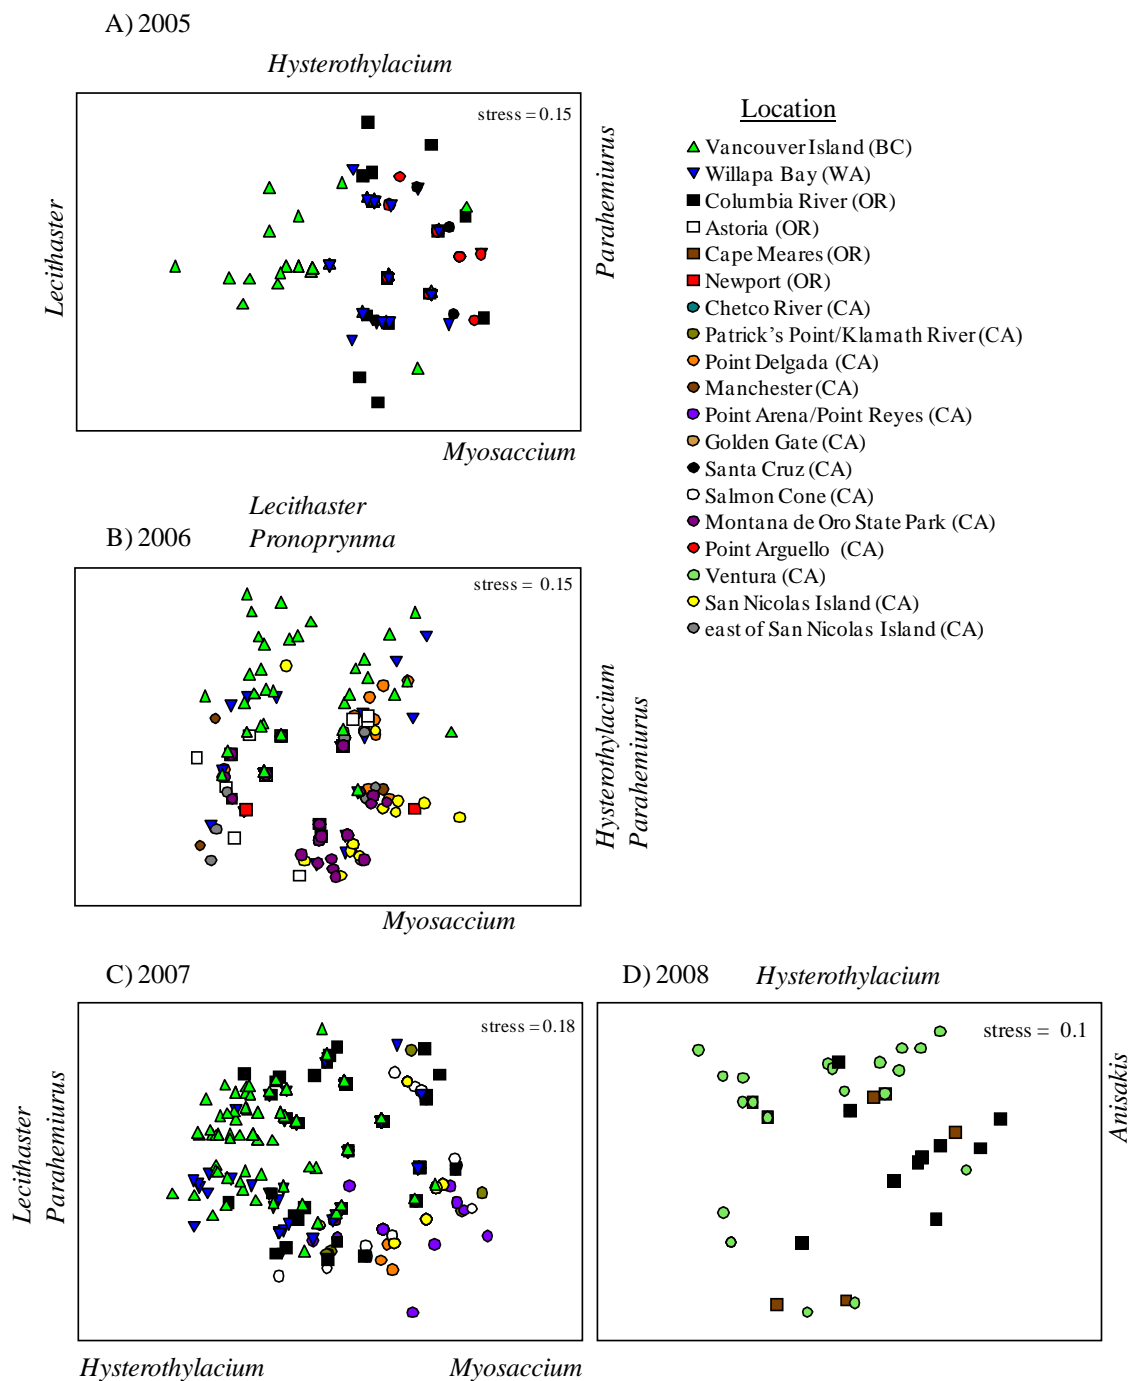 A) 2005
Hysterothylacium
stress = 0.15
Lecithaster
Parahemiurus
Myosaccium
Location
Vancouver Island (BC)
Willapa Bay (WA)
Columbia River (OR)
Astoria (OR)
Cape Meares (OR)
Newport (OR)
Chetco River (CA)
Patrick's Point/Klamath River (CA)
Point Delgada (CA)
Manchester (CA)
Point Arena/Point Reyes (CA)
Golden Gate (CA)
Santa Cruz (CA)
Salmon Cone (CA)
Montana de Oro State Park (CA)
Point Arguello (CA)
Ventura (CA)
San Nicolas Island (CA)
east of San Nicolas Island (CA)
B) 2006
Lecithaster
Pronoprynma
stress = 0.15
Hysterothylacium
Parahemiurus
Myosaccium
C) 2007
stress = 0.18
Lecithaster
Parahemiurus
Hysterothylacium
Myosaccium
D) 2008
Hysterothylacium
stress = 0.1
Anisakis